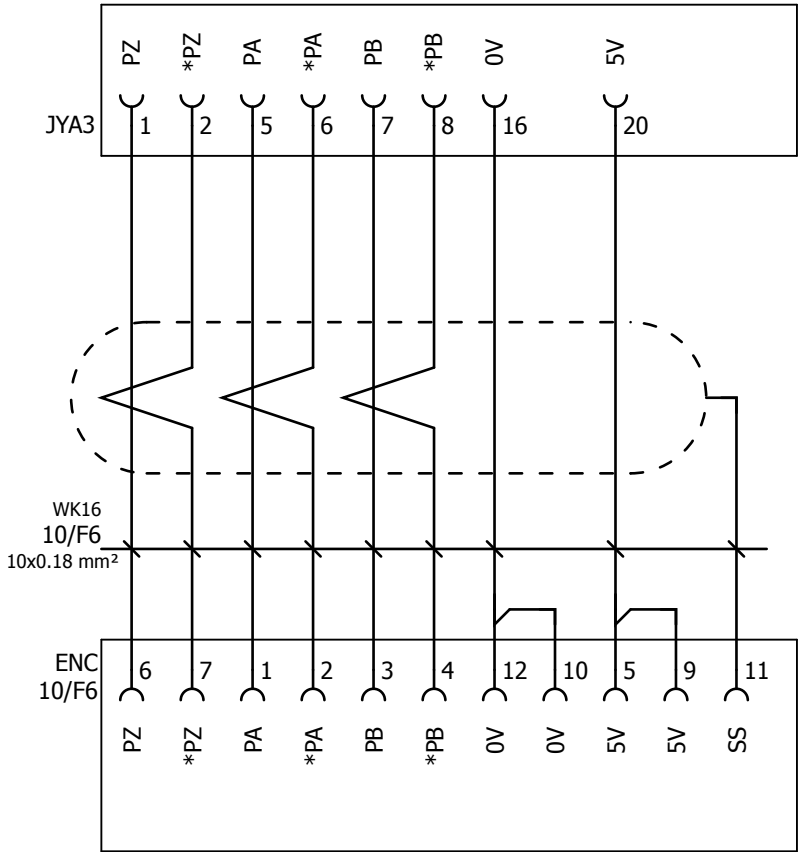 PZ *PZ PA *PA PB *PB 0V 5V
JYA3 1 2 5 6 7 8 16 20
WK16
10/F6
10x0.18 mm²
ENC 6 7 1 2 3 4 12 10 5 9 11
10/F6
PZ *PZ PA *PA PB *PB 0V 0V 5V 5V SS